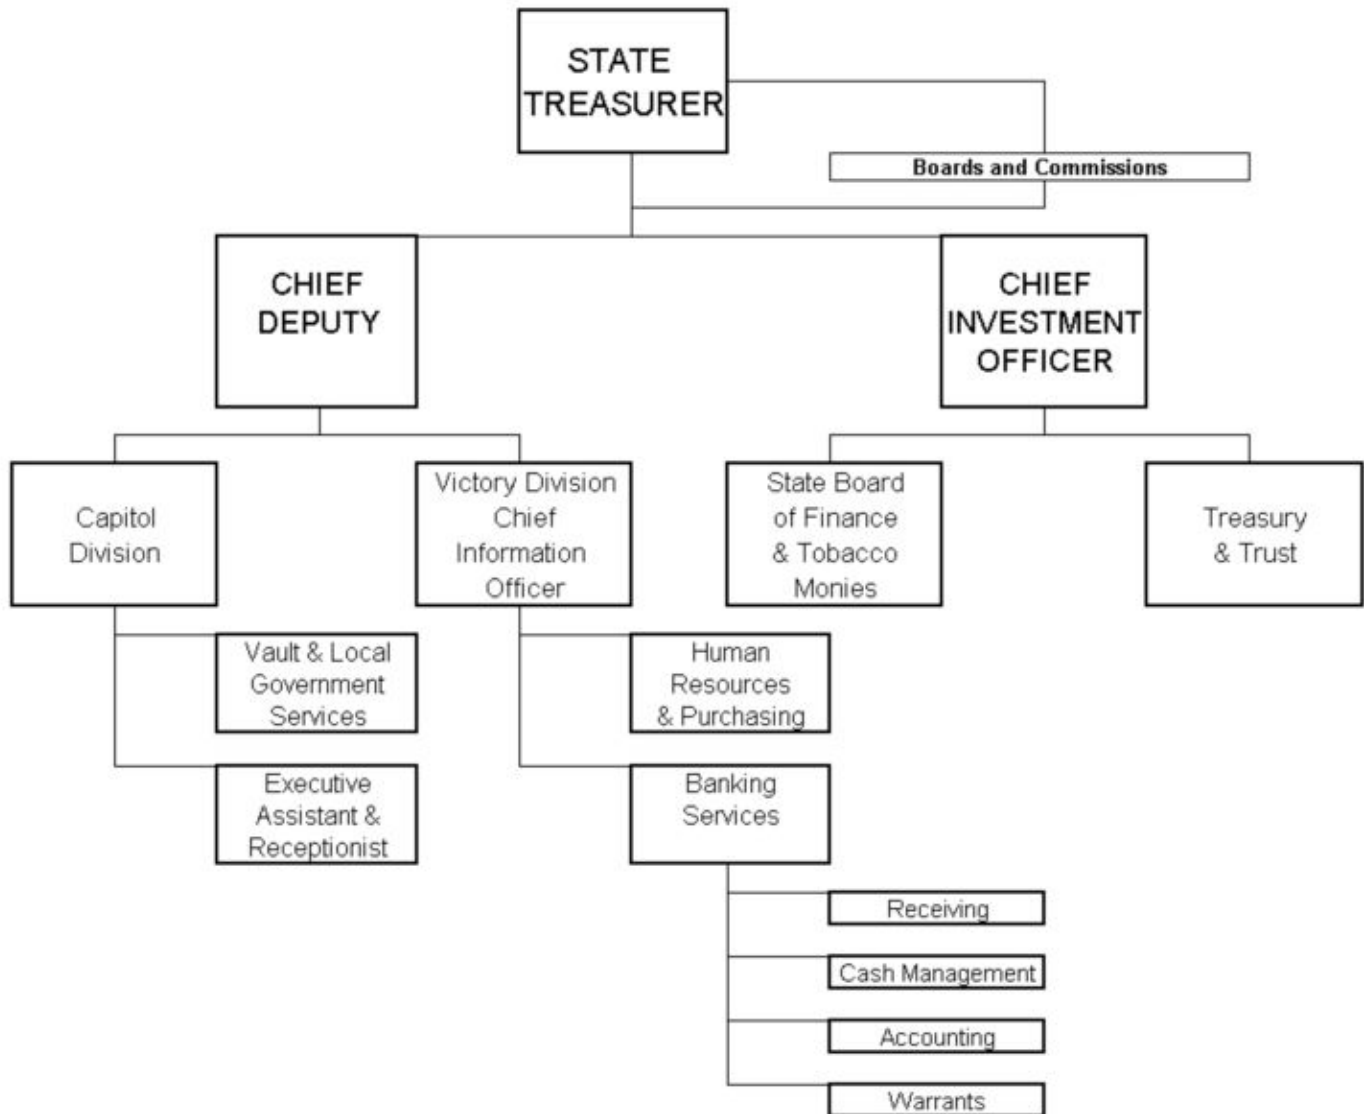 STATE
TREASURER
Boards and Commissions
CHIEF
DEPUTY
CHIEF
INVESTMENT
OFFICER
Capitol
Division
Victory Division
Chief
Information
Officer
State Board
of Finance
& Tobacco
Monies
Treasury
& Trust
Vault & Local
Government
Services
Human
Resources
& Purchasing
Executive
Assistant &
Receptionist
Banking
Services
Receiving
Cash Management
Accounting
Warrants